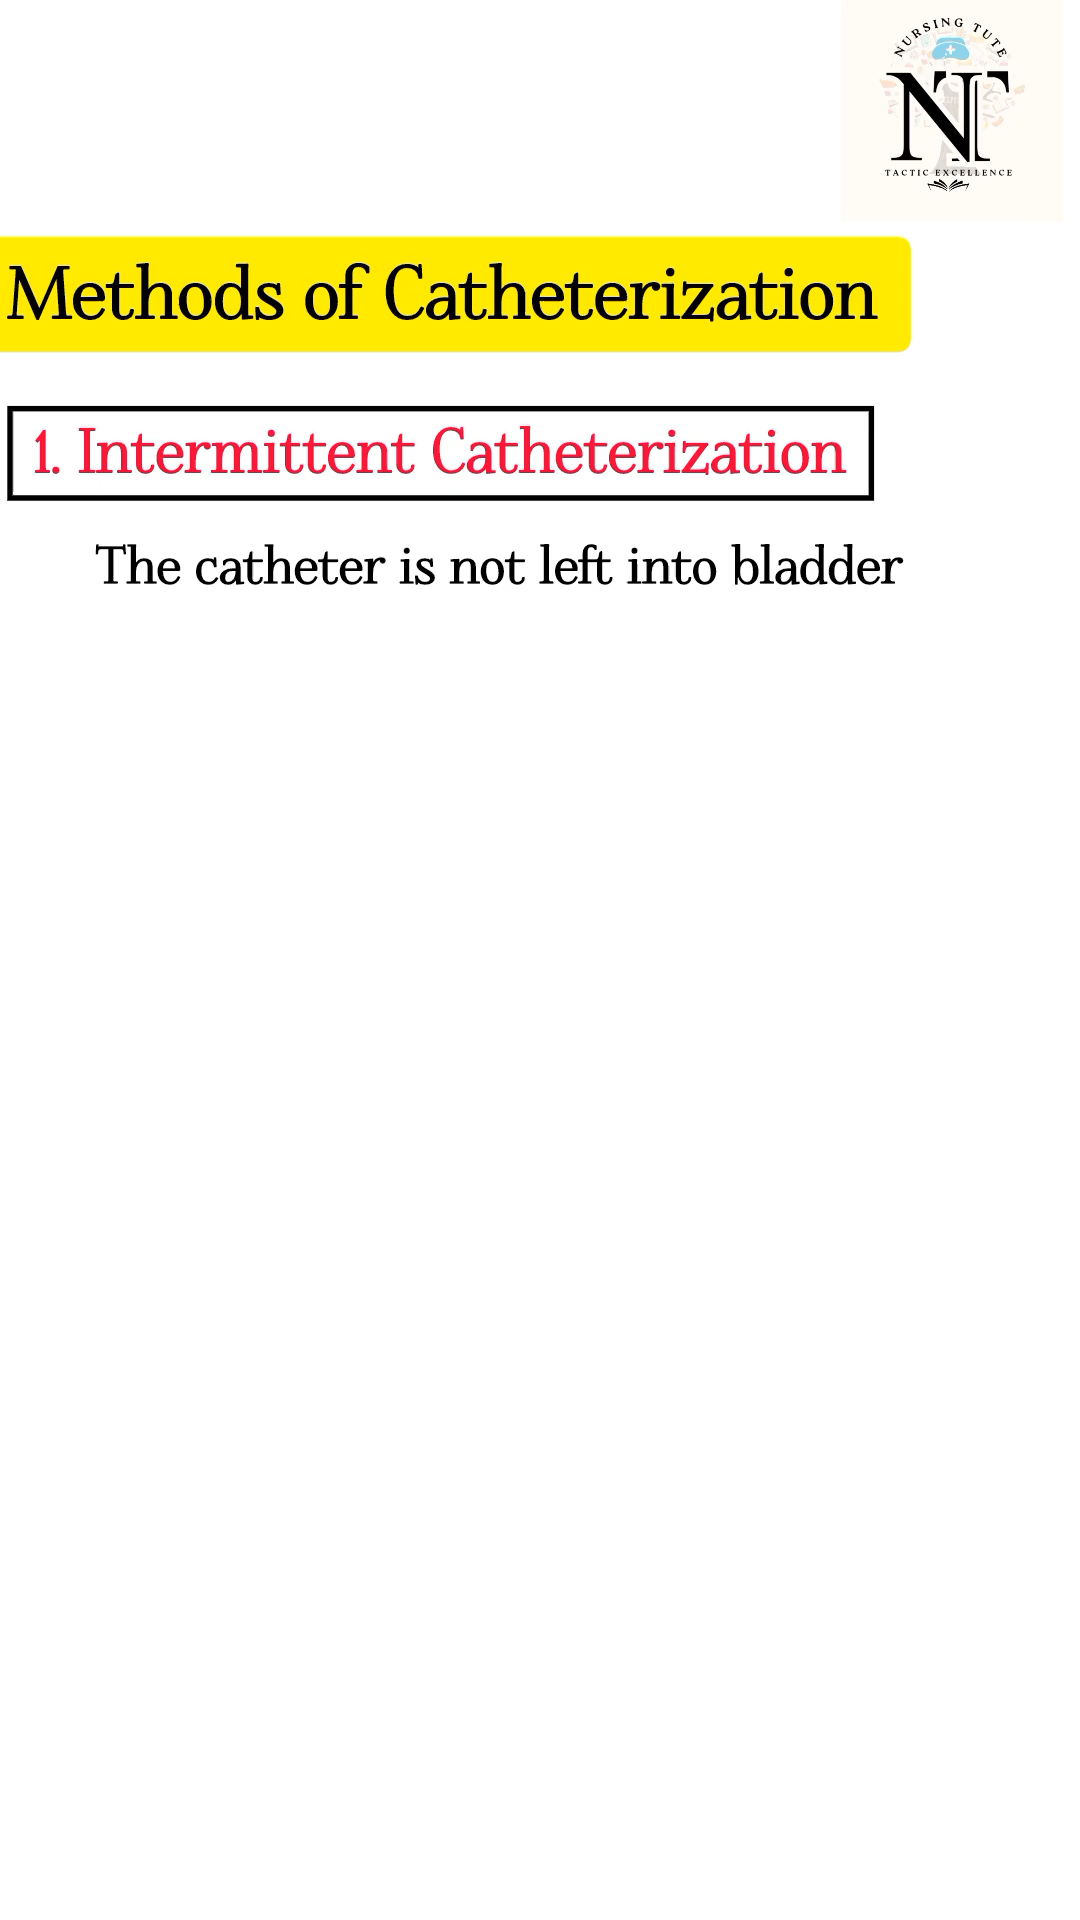 NURSING TUTE
NT
TACTIC EXCELLENCE
Methods of Catheterization
1. Intermittent Catheterization
The catheter is not left into bladder